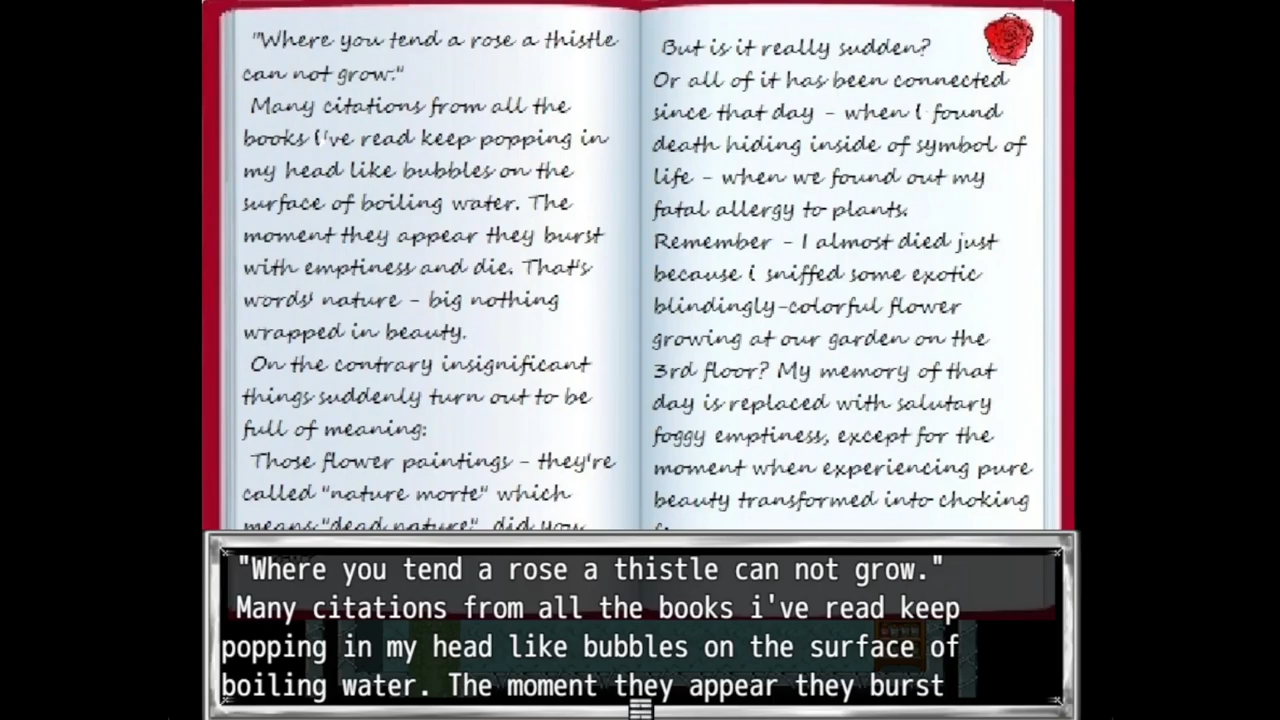 "Where you tend a rose a thistle
can not grow."
Many citations from all the
books I've read keep popping in
my head like bubbles on the
surface of boiling water. The
moment they appear they burst
with emptiness and die. That's
words' nature - big nothing
wrapped in beauty.
On the contrary insignificant
things suddenly turn out to be
full of meaning:
Those flower paintings - they're
called "nature morte" which
means "dead nature" did you
But is it really sudden?
Or all of it has been connected
since that day - when I found
death hiding inside of symbol of
life - when we found out my
fatal allergy to plants.
Remember - I almost died just
because i sniffed some exotic
blindingly-colorful flower
growing at our garden on the
3rd floor? My memory of that
day is replaced with salutary
foggy emptiness, except for the
moment when experiencing pure
beauty transformed into choking
"Where you tend a rose a thistle can not grow."
Many citations from all the books i've read keep
popping in my head like bubbles on the surface of
boiling water. The moment they appear they burst